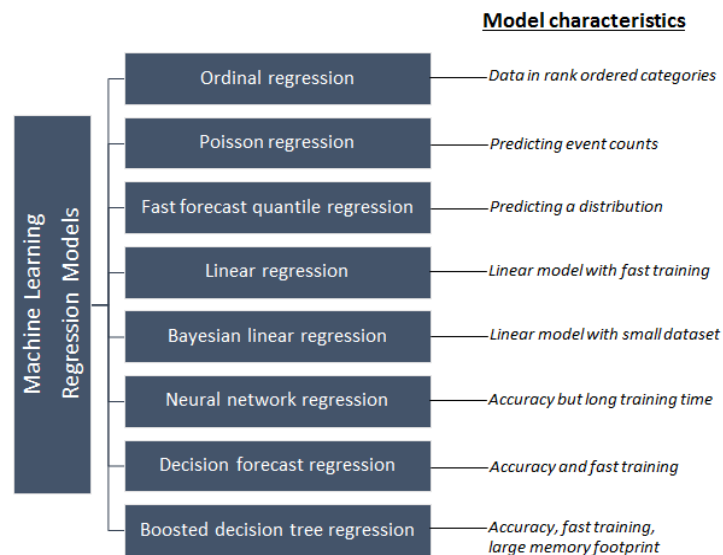 Model characteristics
Machine Learning
Regression Models
Ordinal regression
Data in rank ordered categories
Poisson regression
Predicting event counts
Fast forecast quantile regression
Predicting a distribution
Linear regression
Linear model with fast training
Bayesian linear regression
Linear model with small dataset
Neural network regression
Accuracy but long training time
Decision forecast regression
Accuracy and fast training
Boosted decision tree regression
Accuracy, fast training,
large memory footprint